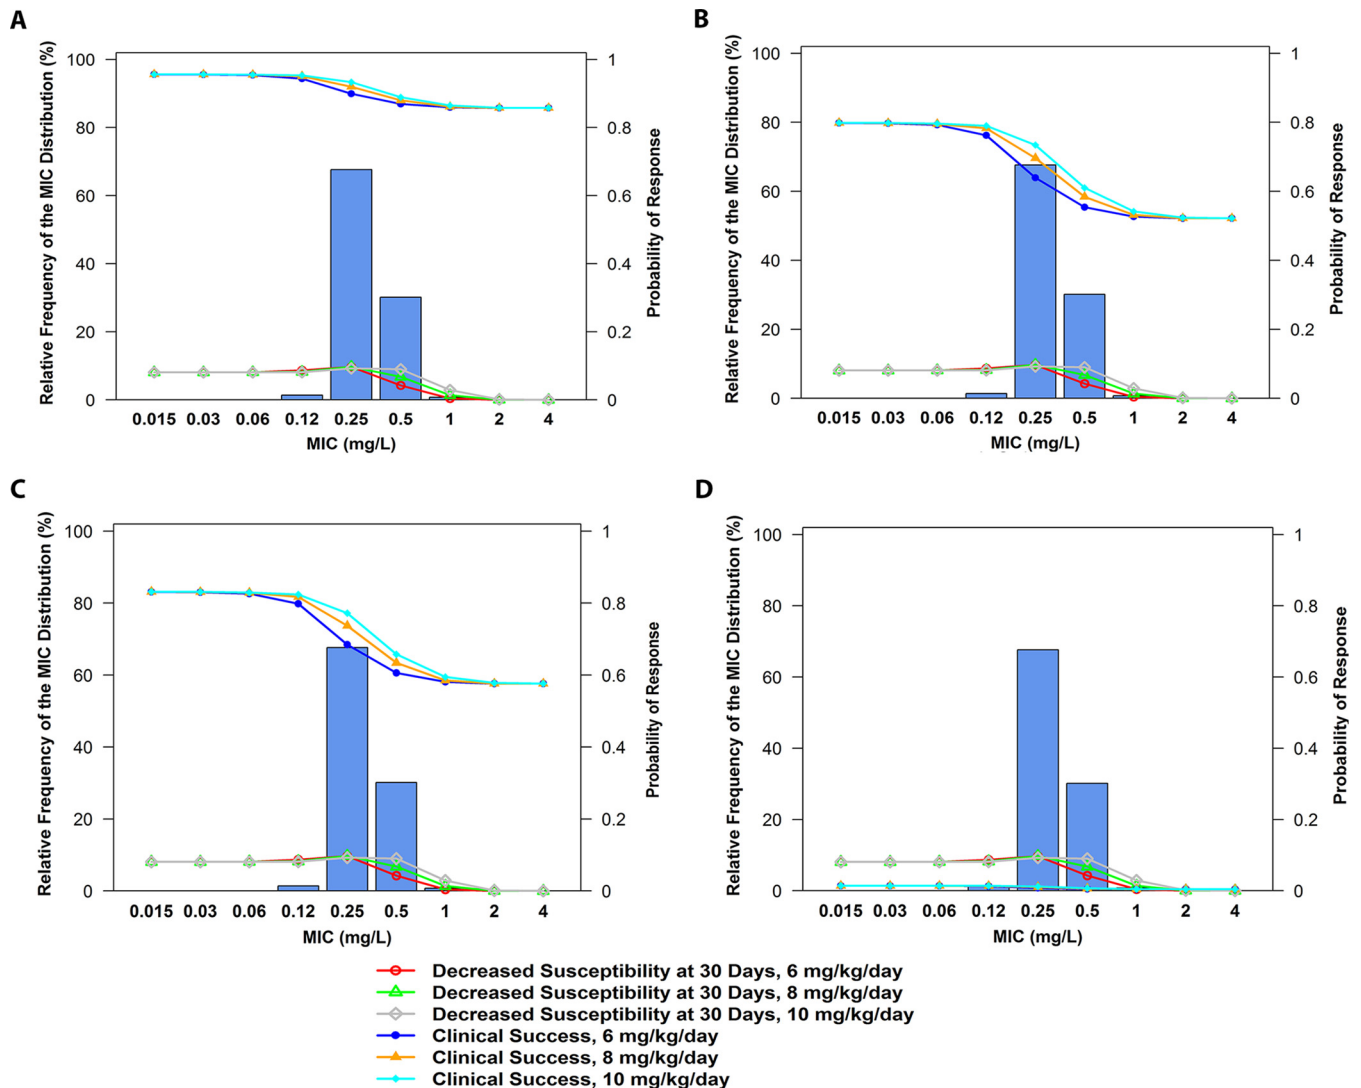 A
Relative Frequency of the MIC Distribution (%)
100
80
60
40
20
0
1
0.8
0.6
0.4
0.2
0
Probability of Response
0.015 0.03 0.06 0.12 0.25 0.5 1 2 4
MIC (mg/L)
B
Relative Frequency of the MIC Distribution (%)
100
80
60
40
20
0
1
0.8
0.6
0.4
0.2
0
Probability of Response
0.015 0.03 0.06 0.12 0.25 0.5 1 2 4
MIC (mg/L)
C
Relative Frequency of the MIC Distribution (%)
100
80
60
40
20
0
1
0.8
0.6
0.4
0.2
0
Probability of Response
0.015 0.03 0.06 0.12 0.25 0.5 1 2 4
MIC (mg/L)
D
Relative Frequency of the MIC Distribution (%)
100
80
60
40
20
0
1
0.8
0.6
0.4
0.2
0
Probability of Response
0.015 0.03 0.06 0.12 0.25 0.5 1 2 4
MIC (mg/L)
Decreased Susceptibility at 30 Days, 6 mg/kg/day
Decreased Susceptibility at 30 Days, 8 mg/kg/day
Decreased Susceptibility at 30 Days, 10 mg/kg/day
Clinical Success, 6 mg/kg/day
Clinical Success, 8 mg/kg/day
Clinical Success, 10 mg/kg/day